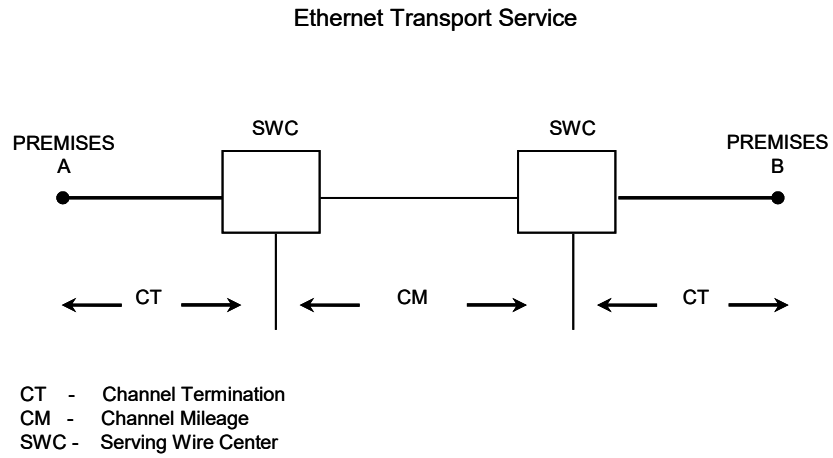 Ethernet Transport Service
SWC
SWC
PREMISES
A
PREMISES
B
CT
CM
CT
CT - Channel Termination
CM - Channel Mileage
SWC - Serving Wire Center